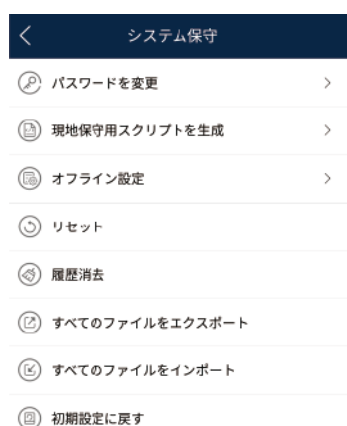 システム保守
パスワードを変更
現地保守用スクリプトを生成
オフライン設定
リセット
履歴消去
すべてのファイルをエクスポート
すべてのファイルをインポート
初期設定に戻す